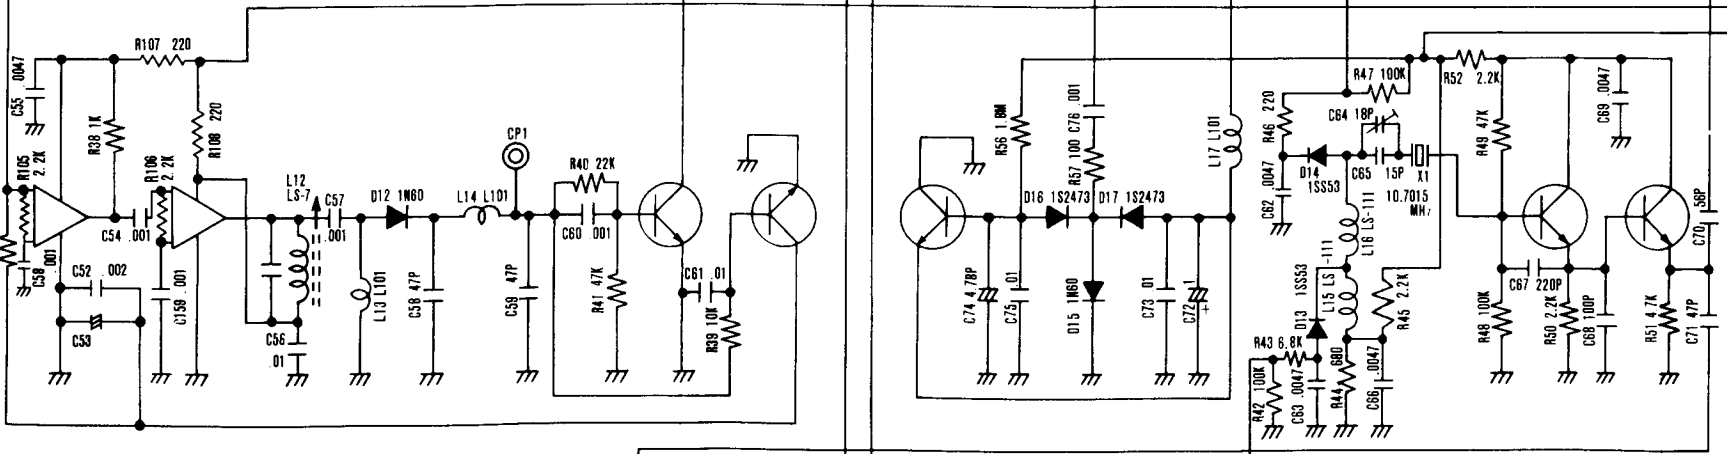 R107 220
C55 .0047
R38 1K
R108 220
R105 2.2K
R106 2.2K
C54 .001
C58 .001
C52 .002
C53
C159 .001
L12
LS-7
C57
.001
C56
.01
D12 1N60
L13 L101
C58 47P
L14 L101
CP1
C59 47P
R40 22K
C60 .001
R41 47K
C61 .01
R39 10K
R56 1.8M
C76 .001
R57 100
L17 L101
D16 1S2473
D17 1S2473
C74 4.7BP
C75 .01
D15 1N60
C73 .01
C72 .1
+
R46 220
C62 .0047
R47 100K
C64 18P
D14
1SS53
C65
15P
X1
10.7015
MHz
L16 LS-111
L15 LS-111
D13 1SS53
R43 6.8K
R42 100K
C63 .0047
R44 680
C66 .0047
R45 2.2K
R52 2.2K
R49 47K
R48 100K
C67 220P
R50 2.2K
C68 100P
C69 .0047
R51 4.7K
C70 56P
C71 47P